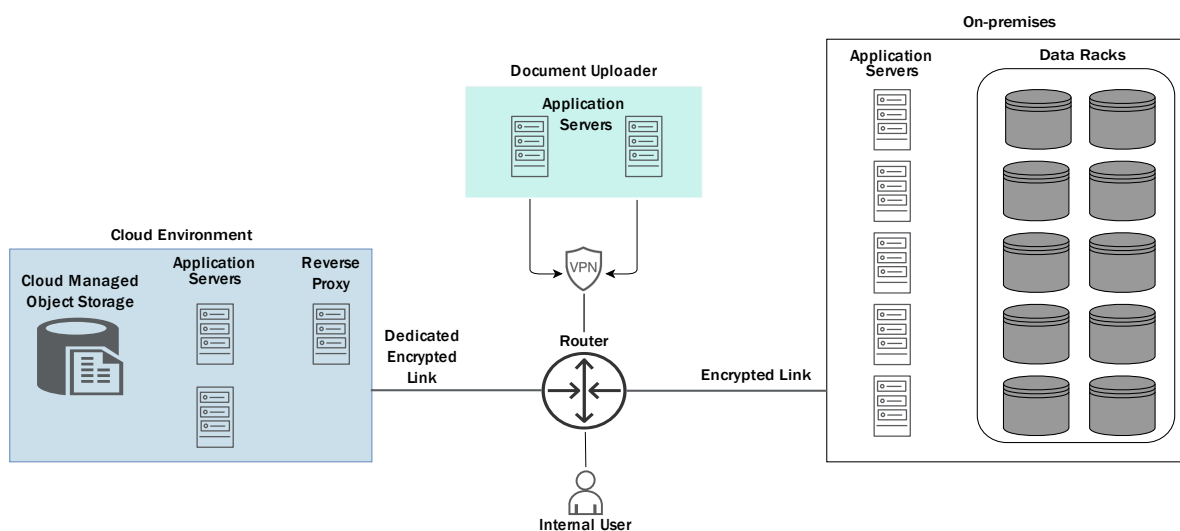 On-premises
Application
Servers
Data Racks
Document Uploader
Application
Servers
Cloud Environment
Cloud Managed
Object Storage
Application
Servers
Reverse
Proxy
VPN
Dedicated
Encrypted
Link
Router
Encrypted Link
Internal User